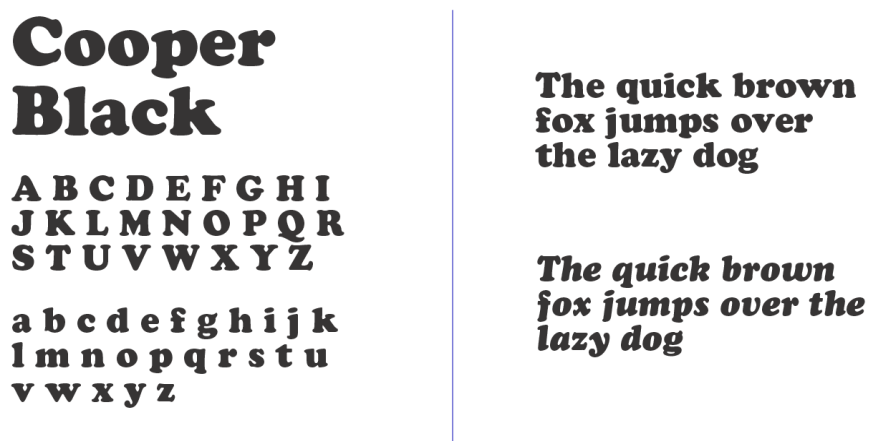 Cooper
Black
A B C D E F G H I
J K L M N O P Q R
S T U V W X Y Z
a b c d e f g h i j k
l m n o p q r s t u
v w x y z
The quick brown
fox jumps over
the lazy dog
The quick brown
fox jumps over the
lazy dog